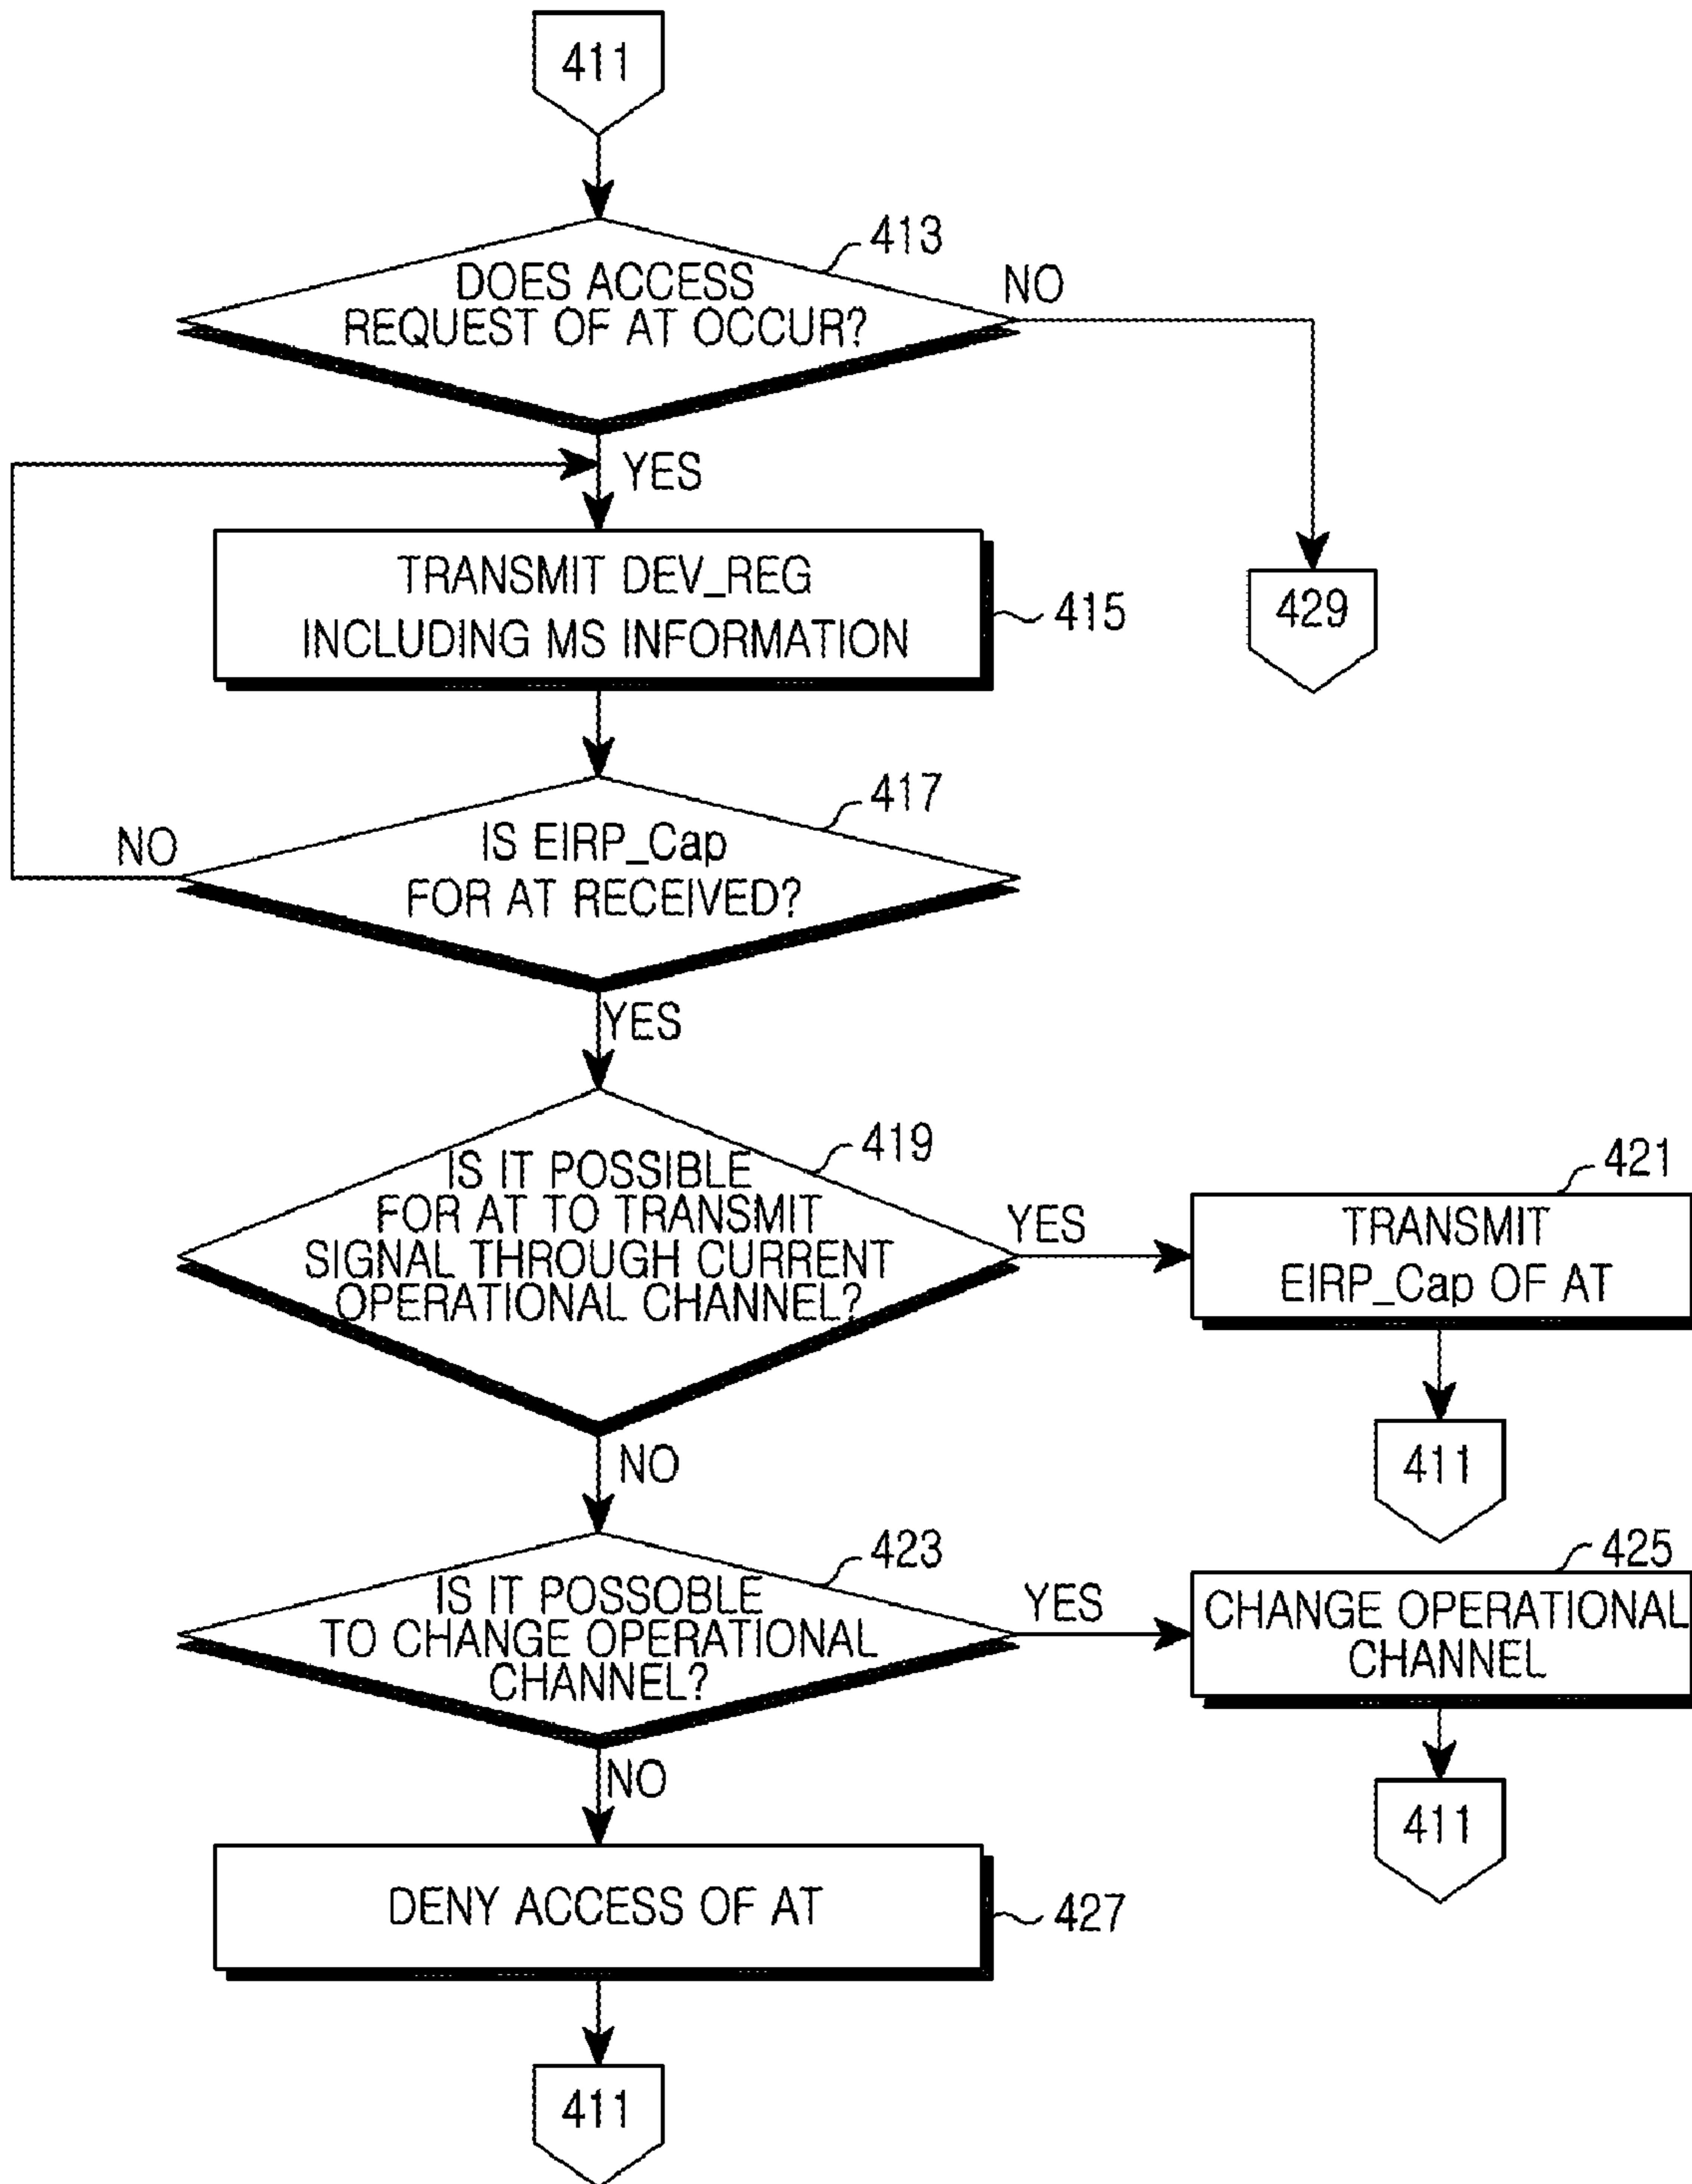 411
413
DOES ACCESS
REQUEST OF AT OCCUR?
NO
YES
TRANSMIT DEV_REG
INCLUDING MS INFORMATION
415
429
417
NO
IS EIRP_Cap
FOR AT RECEIVED?
YES
419
IS IT POSSIBLE
FOR AT TO TRANSMIT
SIGNAL THROUGH CURRENT
OPERATIONAL CHANNEL?
YES
421
TRANSMIT
EIRP_Cap OF AT
411
NO
423
IS IT POSSOBLE
TO CHANGE OPERATIONAL
CHANNEL?
YES
425
CHANGE OPERATIONAL
CHANNEL
411
NO
DENY ACCESS OF AT
427
411